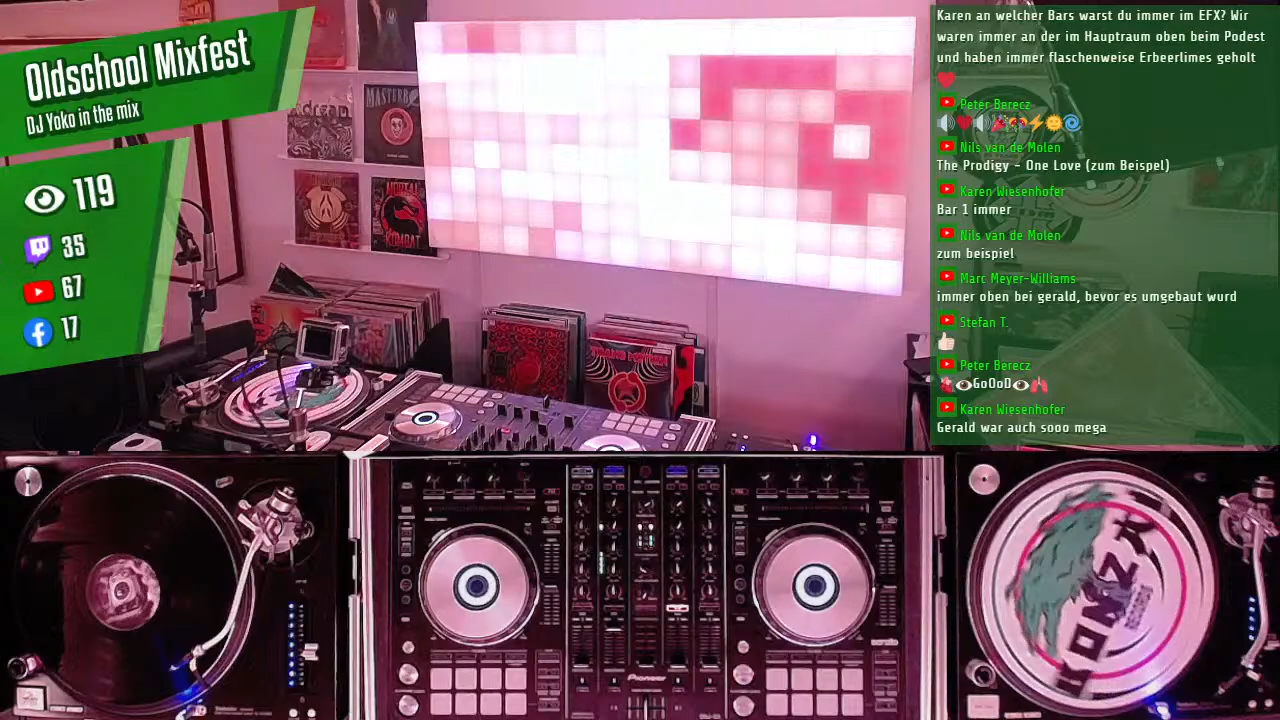 Oldschool Mixfest
DJ Yoko in the mix
119
35
67
17
MASTERBO
MORTAL
KOMBAT
Karen an welcher Bars warst du immer im EFX? Wir
waren immer an der im Hauptraum oben beim Podest
und haben immer flaschenweise Erbeerlimes geholt
❤️
Peter Berecz
Nils van de Molen
The Prodigy - One Love (zum Beispiel)
Karen Wiesenhofer
Bar 1 immer
Nils van de Molen
zum beispiel
Marc Meyer-Williams
immer oben bei gerald, bevor es umgebaut wurd
Stefan T.
Peter Berecz
GoOoD
Karen Wiesenhofer
Gerald war auch sooo mega
serato
Pioneer